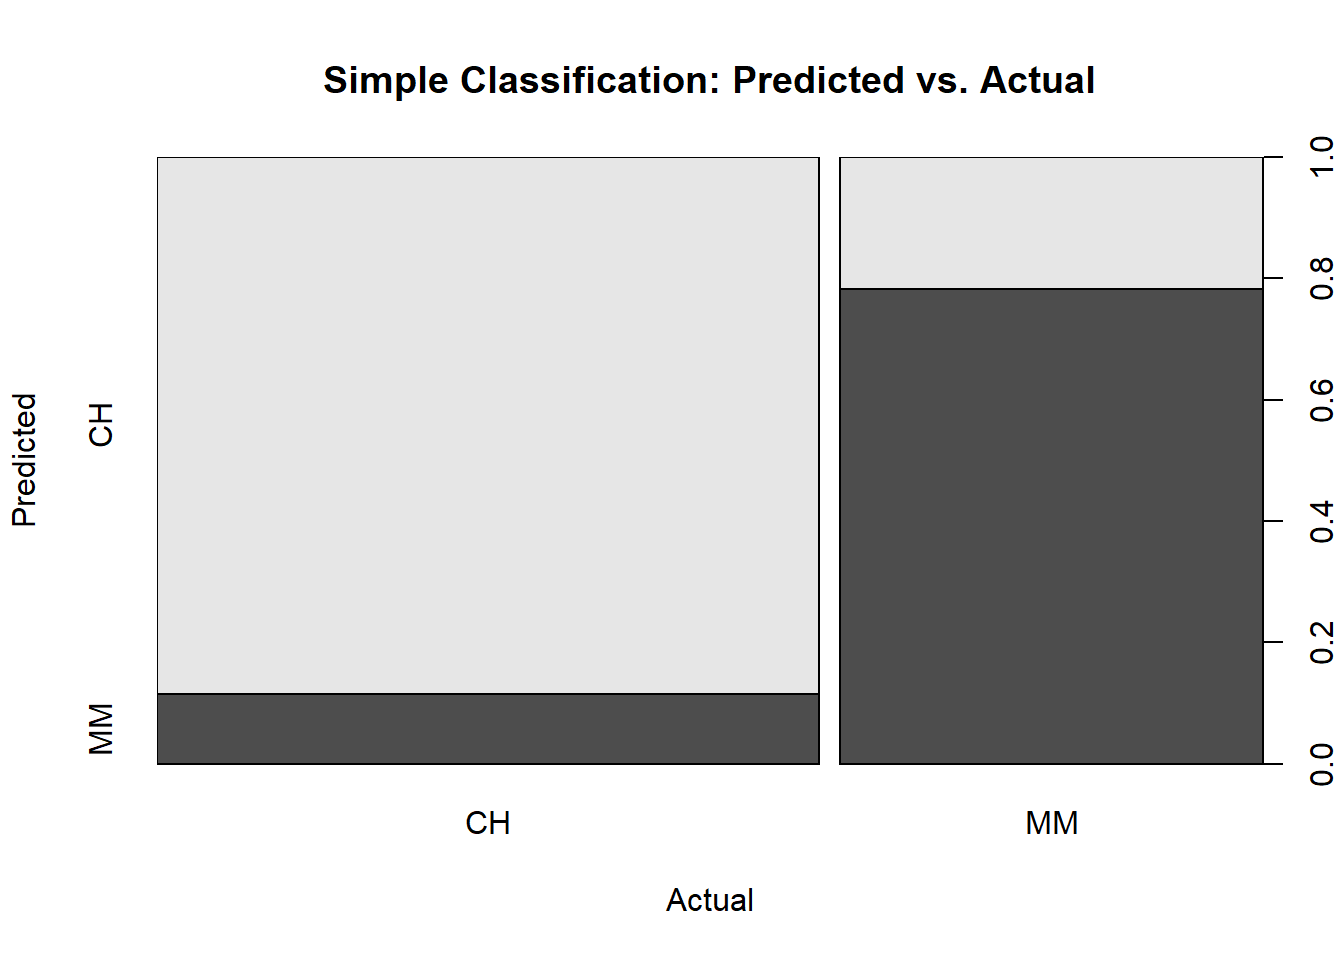 Simple Classification: Predicted vs. Actual
Predicted
CH
MM
1.0
0.8
0.6
0.4
0.2
0.0
CH
MM
Actual